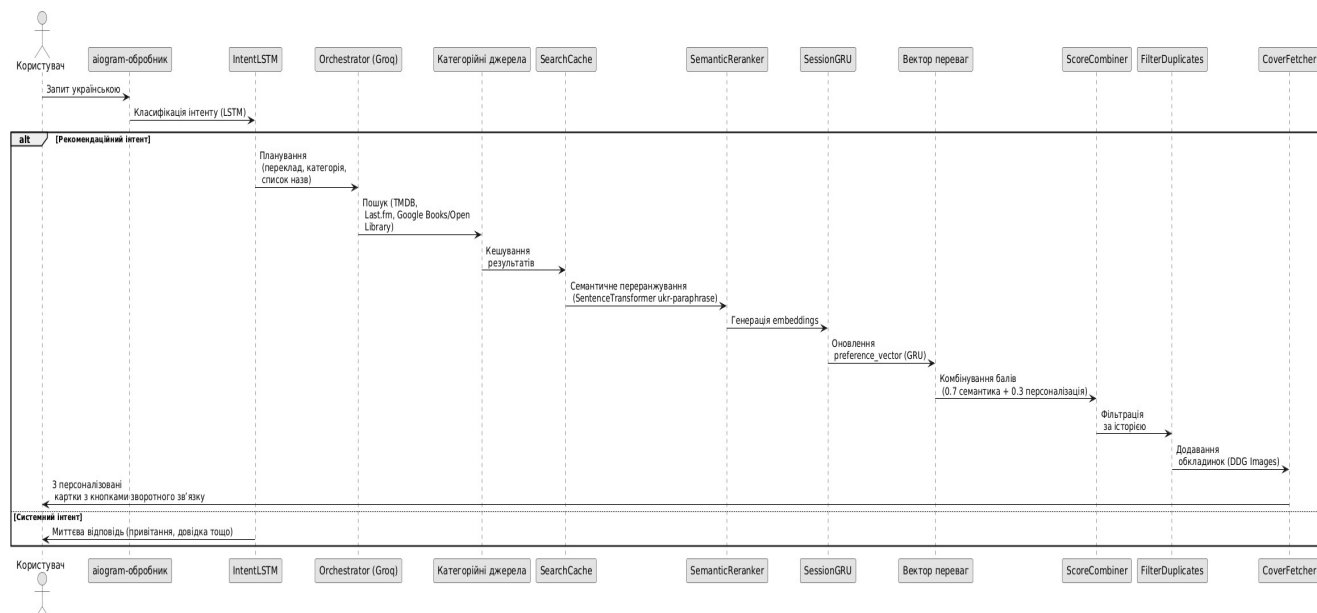 Користувач
aiogram-обробник
IntentLSTM
Orchestrator (Groq)
Категорійні джерела
SearchCache
SemanticReranker
SessionGRU
Вектор переваг
ScoreCombiner
FilterDuplicates
CoverFetcher
Запит українською
Класифікація інтенту (LSTM)
alt
[Рекомендаційний інтент]
Планування
(переклад, категорія,
список назв)
Пошук (TMDB,
Last.fm, Google Books/Open
Library)
Кешування
результатів
Семантичне переранжування
(SentenceTransformer ukr-paraphrase)
Генерація embeddings
Оновлення
preference_vector (GRU)
Комбінування балів
(0.7 семантика + 0.3 персоналізація)
Фільтрація
за історією
Додавання
обкладинок (DDG Images)
3 персоналізовані
картки з кнопками зворотного зв'язку
[Системний інтент]
Миттєва відповідь (привітання, довідка тощо)
Користувач
aiogram-обробник
IntentLSTM
Orchestrator (Groq)
Категорійні джерела
SearchCache
SemanticReranker
SessionGRU
Вектор переваг
ScoreCombiner
FilterDuplicates
CoverFetcher